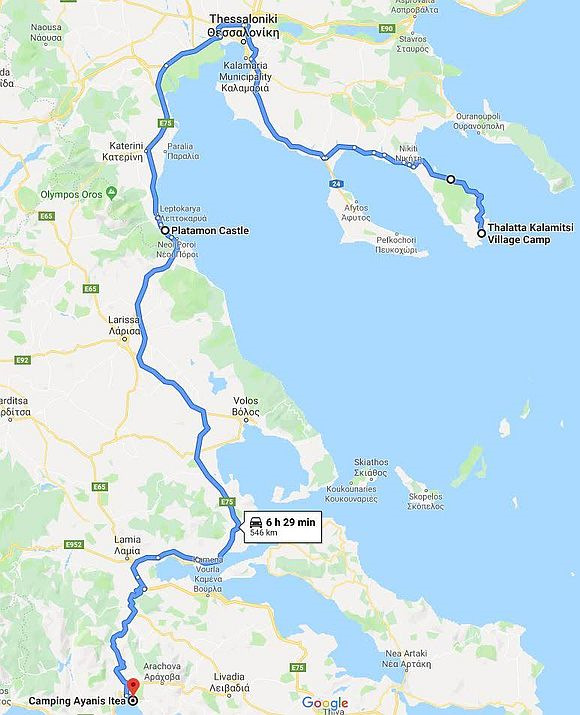 Ασπροβάλτα
Naousa
Νάουσα
Thessaloniki
Θεσσαλονίκη
E90
Stavros
Σταυρός
Kalamaria
Municipality
Καλαμαριά
Ouranoupoli
Ουρανούπολη
E75
Katerini
Κατερίνη
Paralia
Παραλία
Nikiti
Νικήτη
24
Olympos Oros
Afytos
Άφυτος
E65
Leptokarya
Λεπτοκαρυά
Platamon Castle
Nei Poroi
Νέοι Πόροι
Thalatta Kalamitsi
Village Camp
Pefkochori
Πευκοχώρι
E65
Larissa
Λάρισα
E92
Volos
Βόλος
Skiathos
Σκιάθος
Koukounaries
Κουκουναριές
Skopelos
Σκόπελος
E65
E75
6 h 29 min
546 km
Lamia
Λαμία
E952
Kamena
Vourla
Καμένα
Βούρλα
Nea Artaki
Νέα Αρτάκη
Arachova
Αράχοβα
E75
Livadia
Λειβαδιά
Camping Ayanis Itea
Google
Thiva